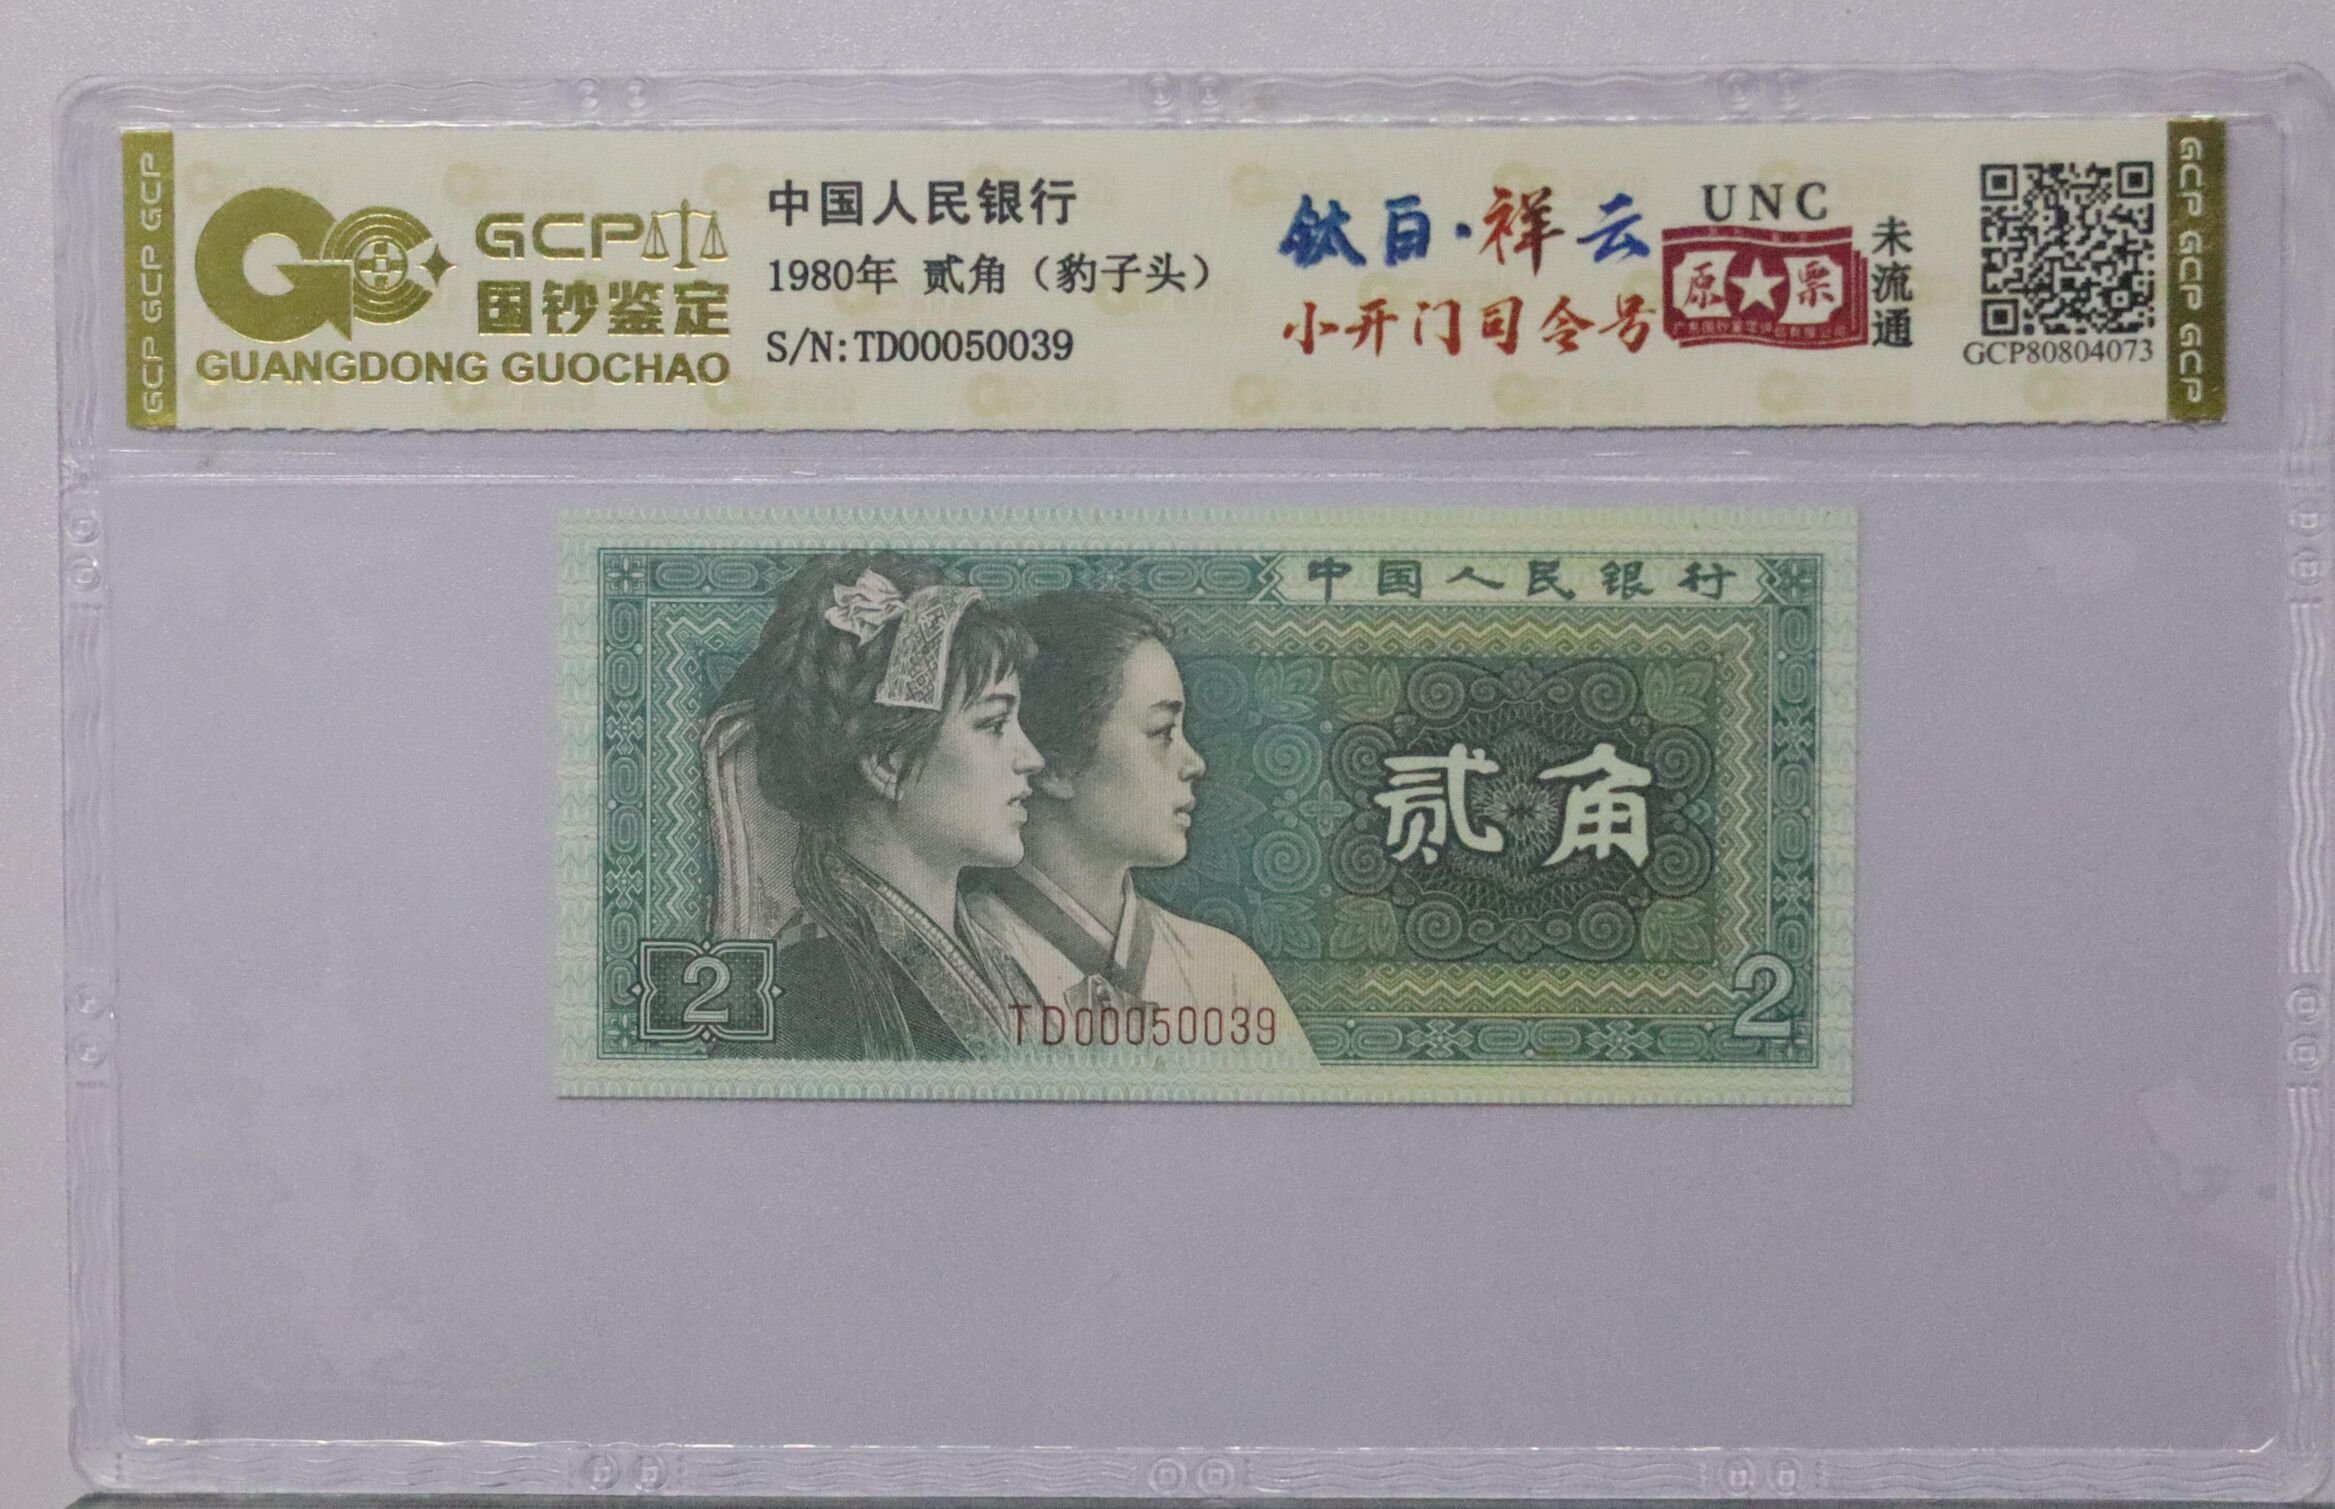 GCP GCP GCP
GCP
国钞鉴定
GUANGDONG GUOCHAO
中国人民银行
1980年 贰角（豹子头）
S/N:TD00050039
钛白·祥云
小开门司令号
UNC
原★票
未流通
GCP80804073
GCP GCP GCP
中国人民银行
贰角
2
TD00050039
2